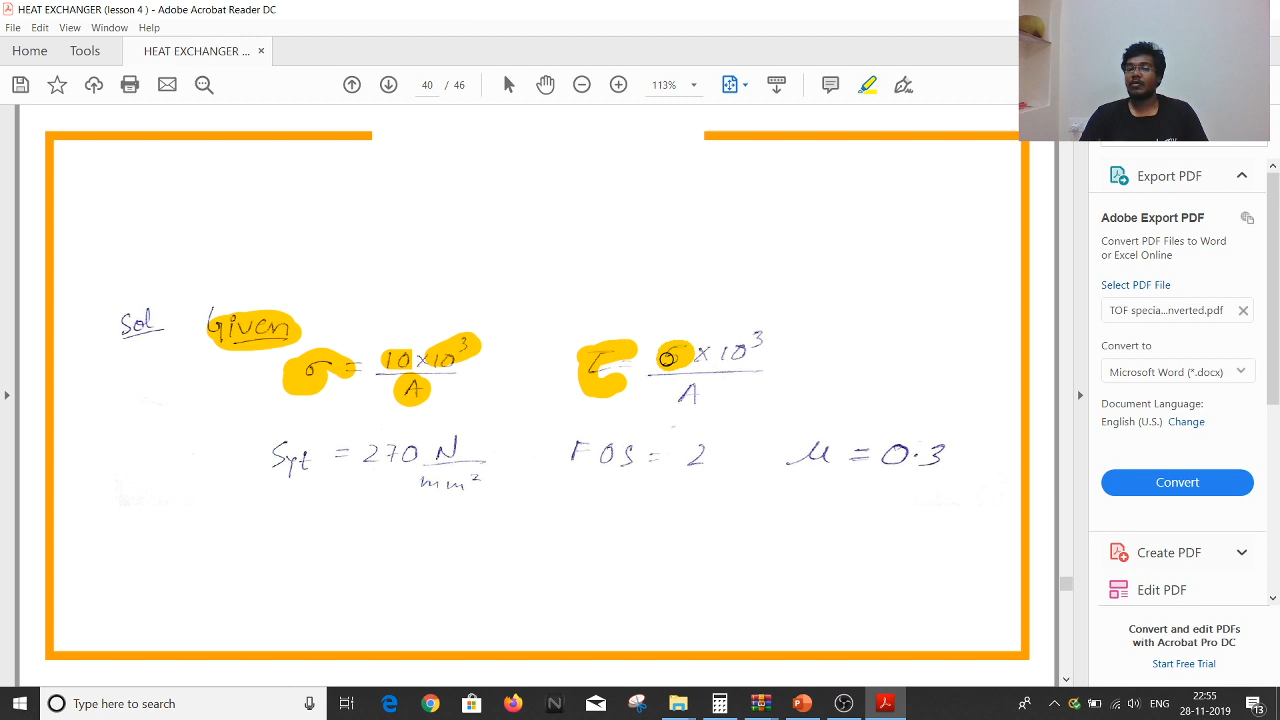 HEAT EXCHANGER (lesson 4 ) - Adobe Acrobat Reader DC
File Edit View Window Help
Home Tools HEAT EXCHANGER ... ×
40 / 46 113%
Export PDF
Adobe Export PDF
Convert PDF Files to Word
or Excel Online
Select PDF File
TOF specia...nverted.pdf
Convert to
Microsoft Word (*.docx)
Document Language:
English (U.S.) Change
Convert
Create PDF
Edit PDF
Convert and edit PDFs
with Acrobat Pro DC
Start Free Trial
Sol Given
σ = 10 × 10³ / A
τ = × 10³ / A
Syt = 270 N / mm²
FOS = 2
μ = 0.3
Type here to search
ENG
22:55
28-11-2019